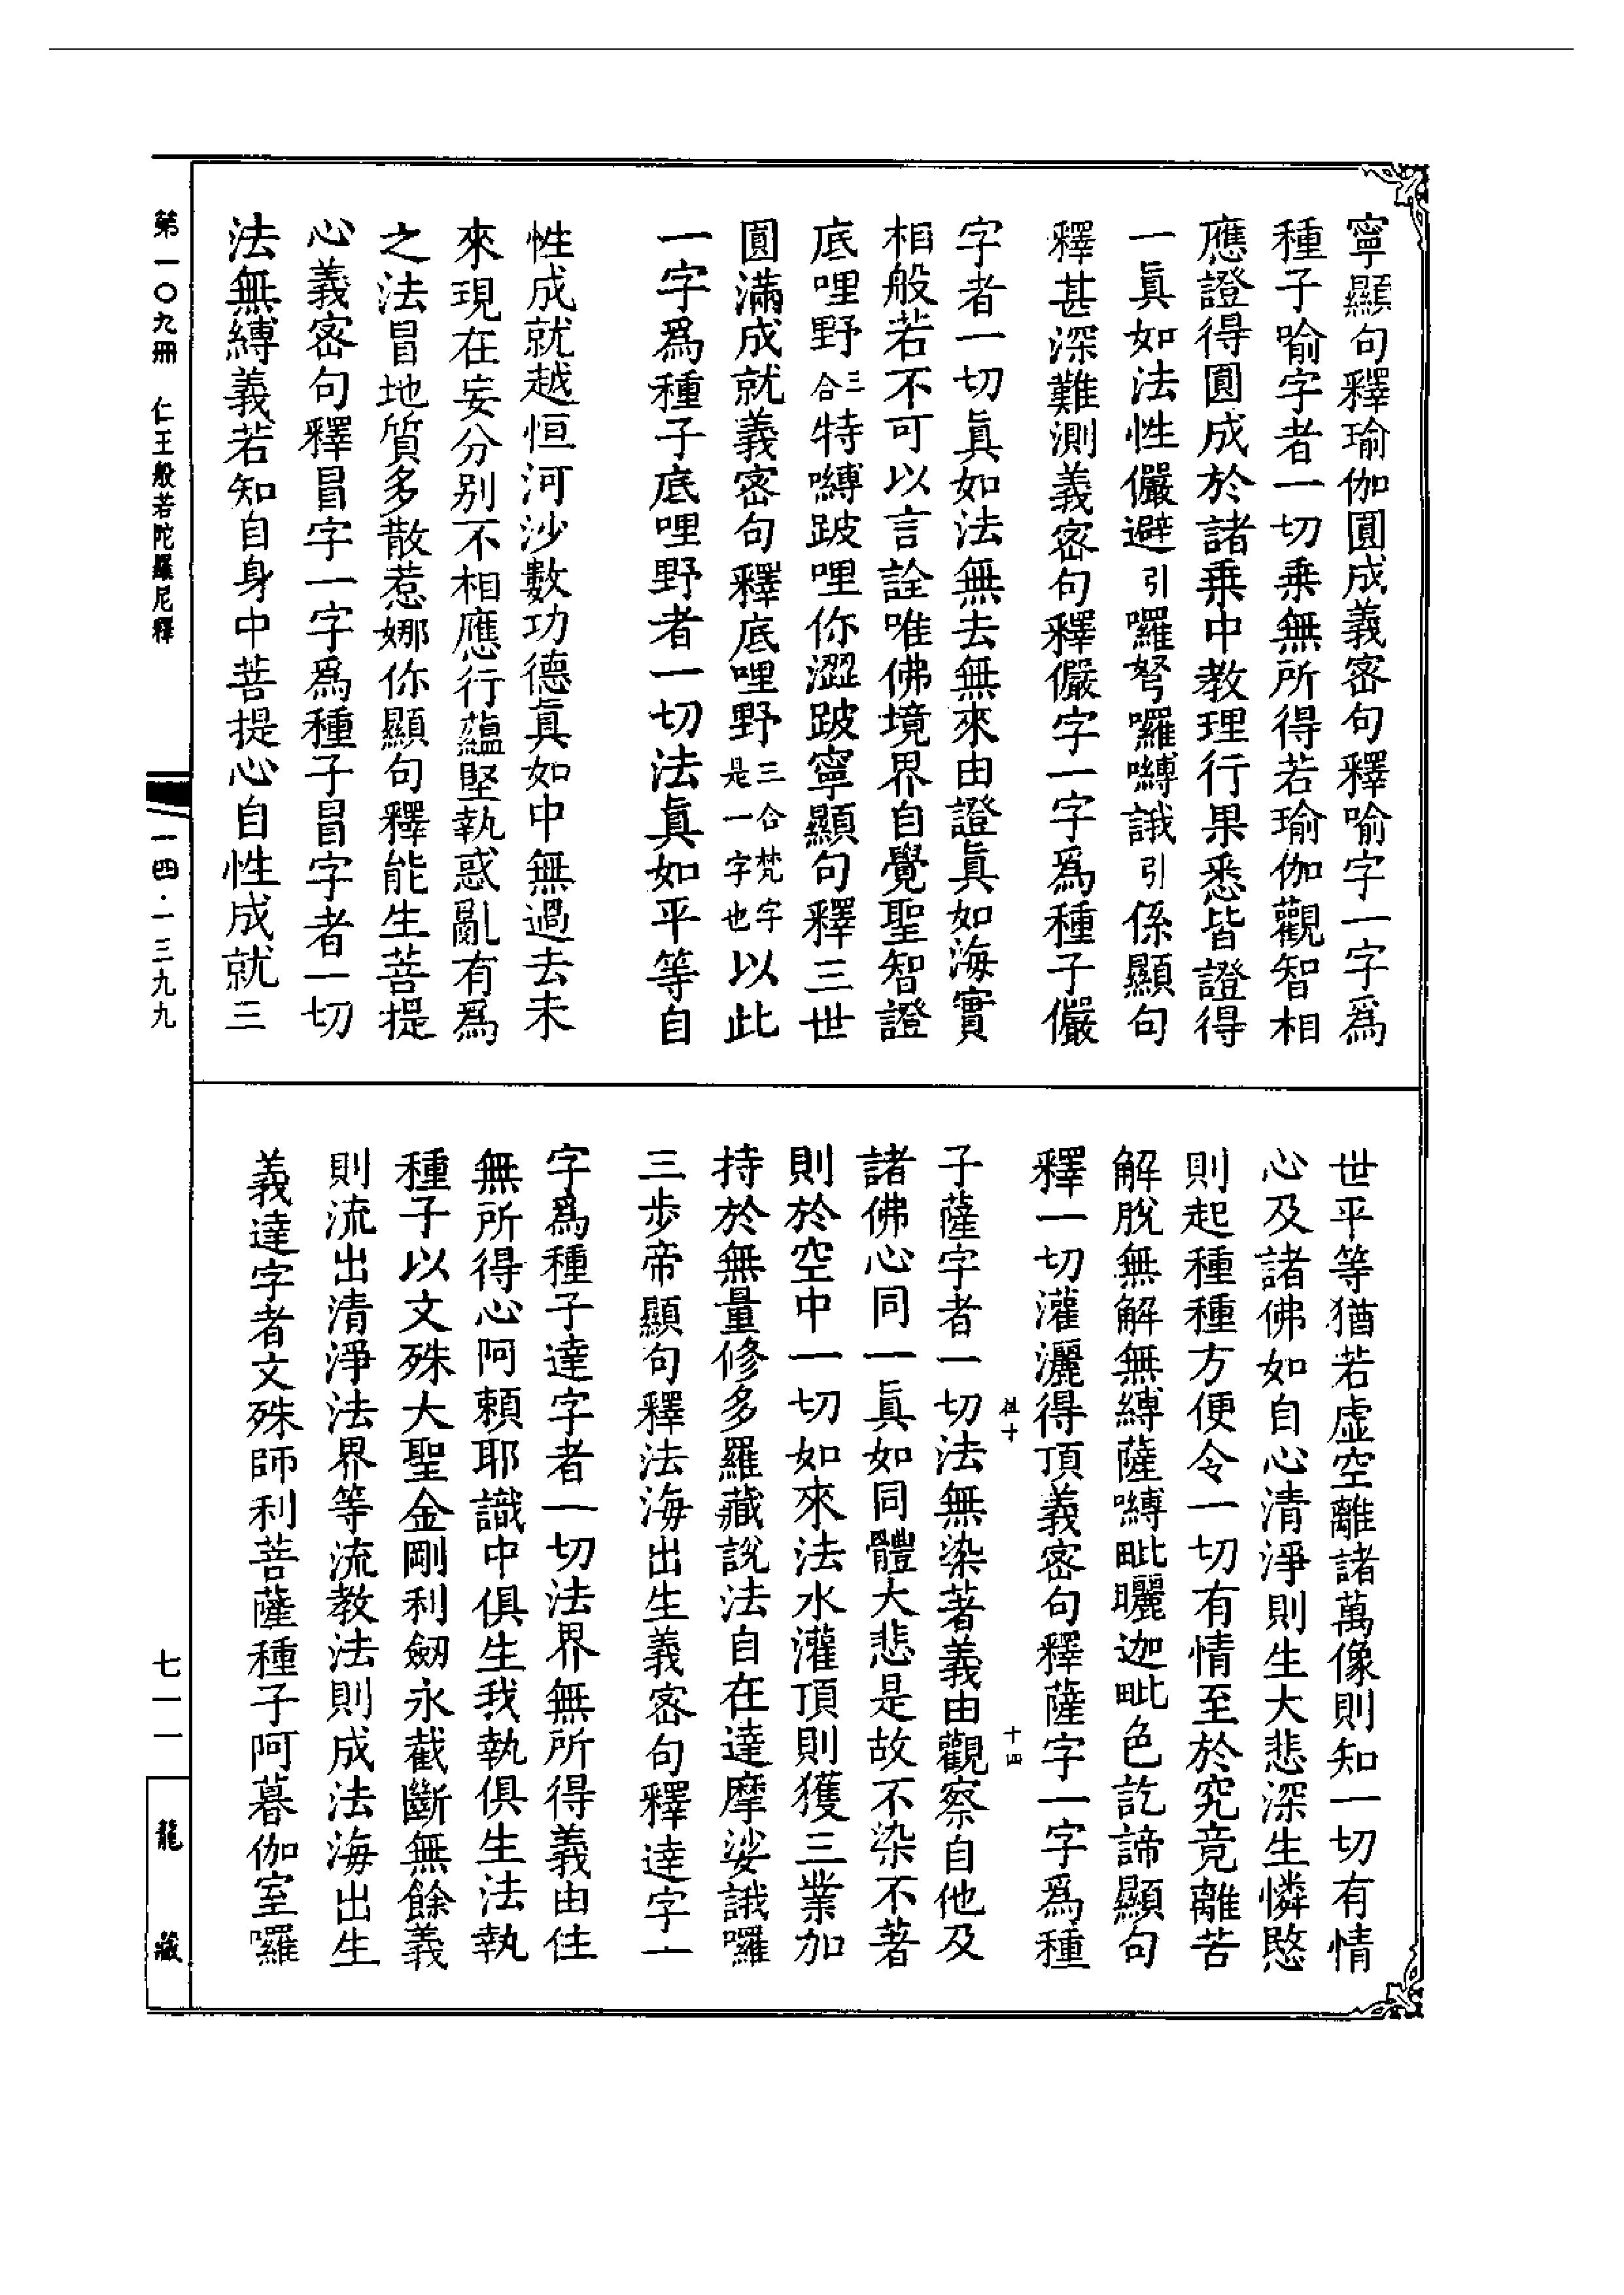 寧顯句釋瑜伽圓成義密句釋喻字一字爲
種子喻字者一切乗無所得若瑜伽觀智相
應證得圓成於諸乗中教理行果悉皆證得
一眞如法性儼避引囉弩囉嚩誐引係顯句
釋甚深難測義密句釋儼字一字爲種子儼
字者一切眞如法無去無來由證眞如海實
相般若不可以言詮唯佛境界自覺聖智證
底哩野三合特嚩跛哩你澀跛寧顯句釋三世
圓滿成就義密句釋底哩野三合梵字是一字也以此
一字爲種子底哩野者一切法眞如平等自
性成就越恒河沙數功德眞如中無過去未
來現在妄分别不相應行蘊堅執惑亂有爲
之法冒地質多散惹娜你顯句釋能生菩提
心義密句釋冒字一字爲種子冒字者一切
法無縛義若知自身中菩提心自性成就三
世平等猶若虚空離諸萬像則知一切有情
心及諸佛如自心清淨則生大悲深生憐愍
則起種種方便令一切有情至於究竟離苦
解脫無解無縛薩嚩毗曬迦毗色訖諦顯句
釋一切灌灑得頂義密句釋薩字一字爲種
祖十 十四
子薩字者一切法無染著義由觀察自他及
諸佛心同一眞如同體大悲是故不染不著
則於空中一切如來法水灌頂則獲三業加
持於無量修多羅藏說法自在達摩娑誐囉
三步帝顯句釋法海出生義密句釋達字一
字爲種子達字者一切法界無所得義由住
無所得心阿頼耶識中俱生我執俱生法執
種子以文殊大聖金剛利劒永截斷無餘義
則流出清淨法界等流教法則成法海出生
義達字者文殊師利菩薩種子阿暮伽室囉
第一〇九冊 仁王般若陀羅尼釋 一四·一三九九
七一一 龍藏